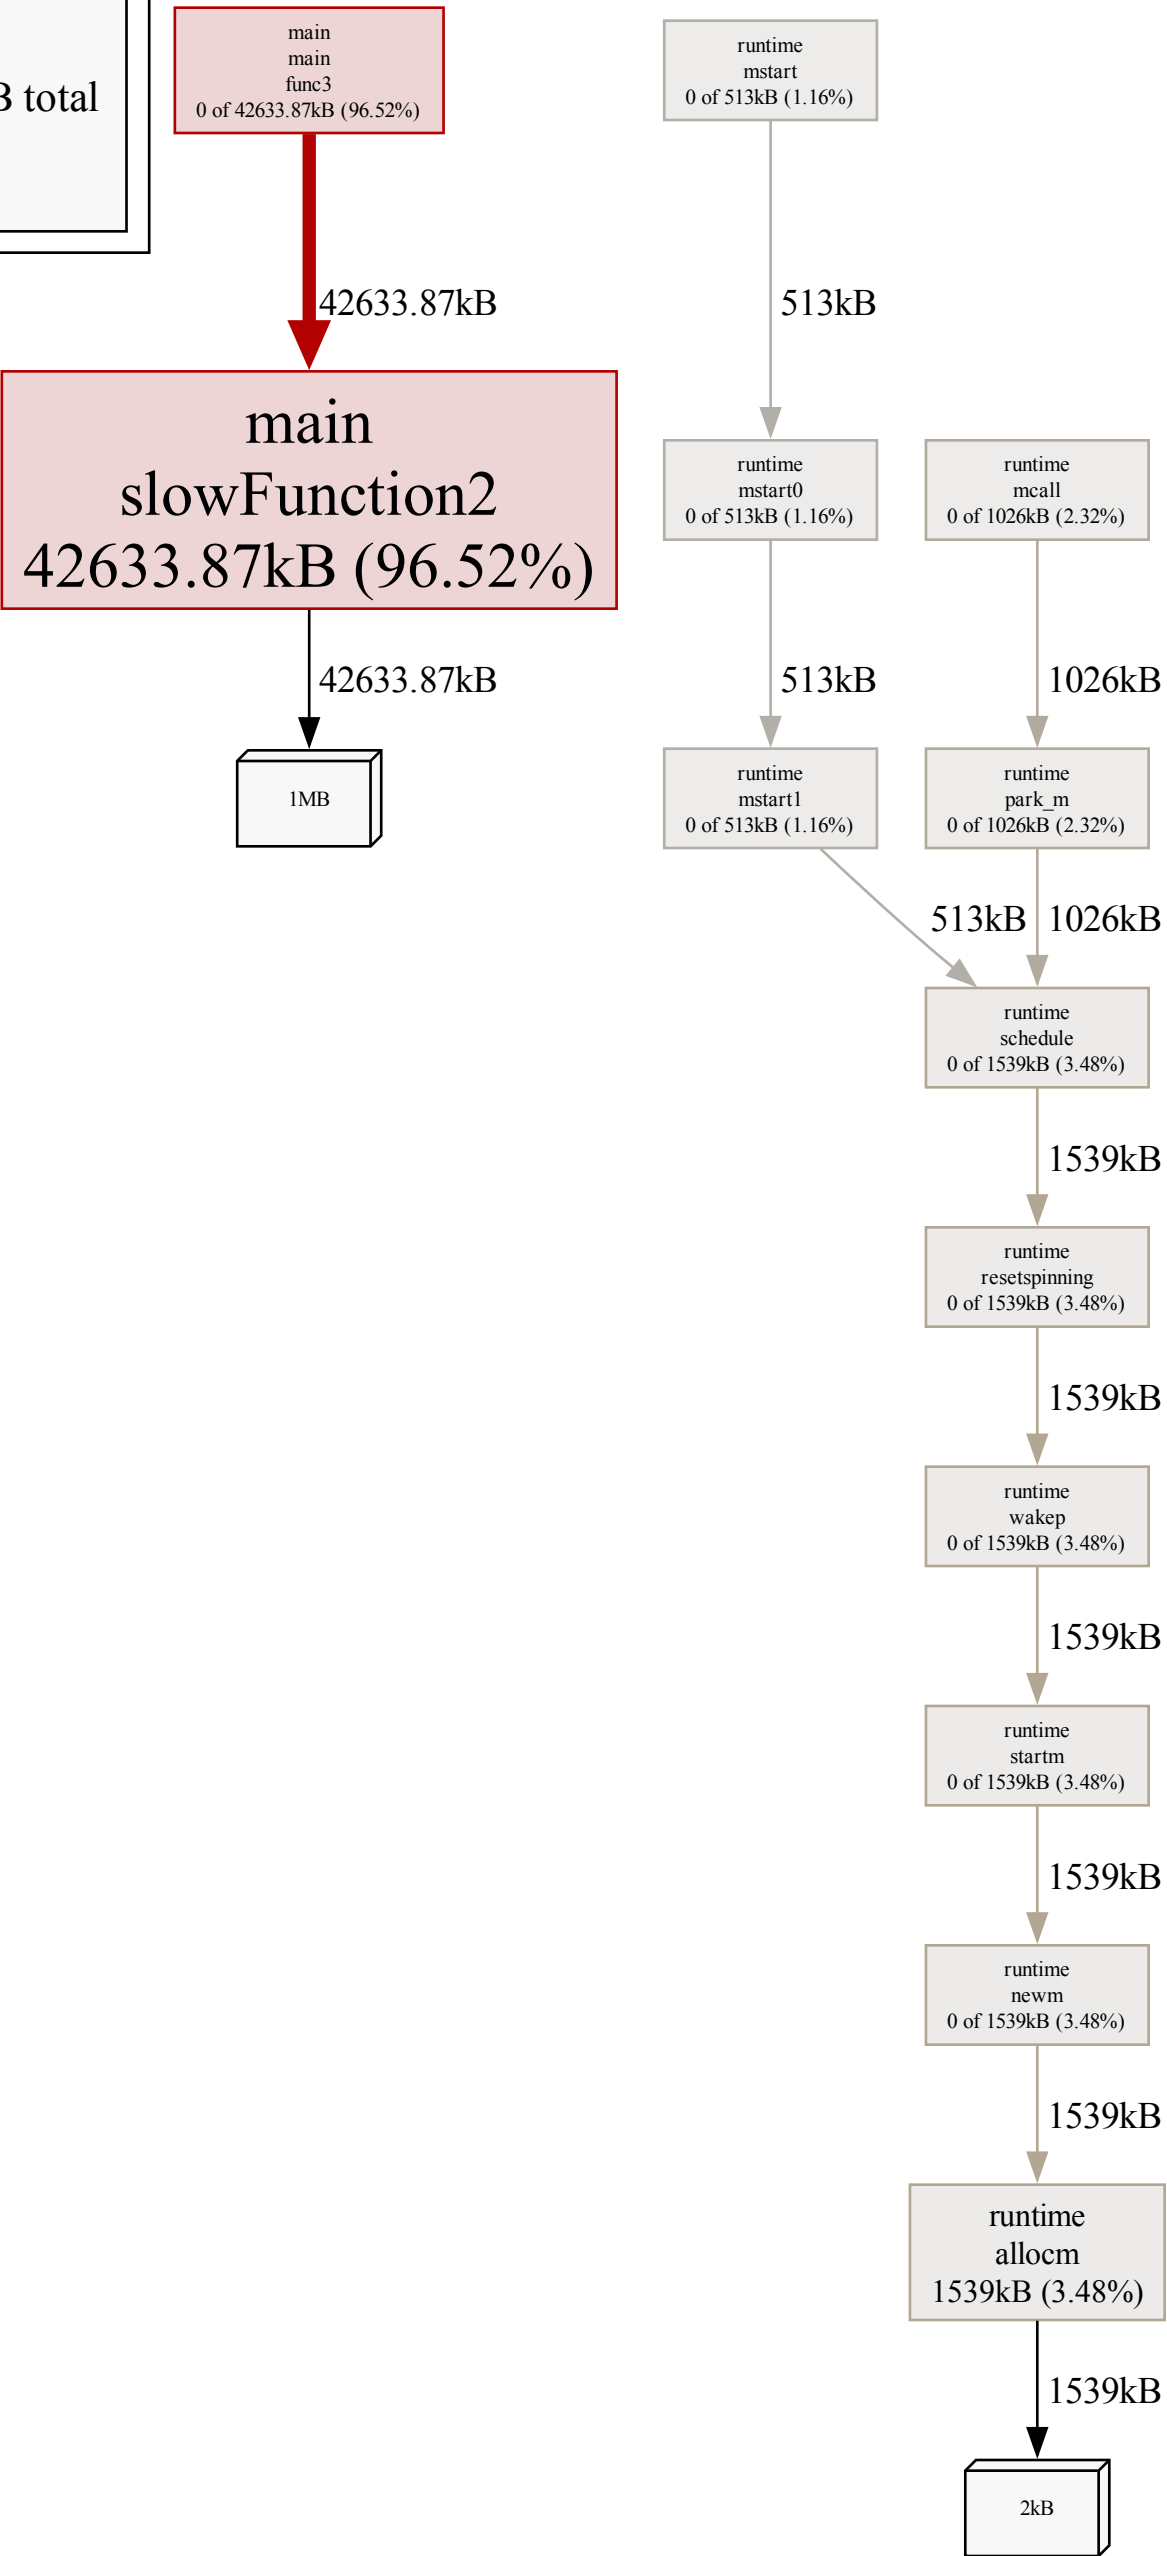 B total
main
main
func3
0 of 42633.87kB (96.52%)
runtime
mstart
0 of 513kB (1.16%)
42633.87kB
513kB
main
slowFunction2
42633.87kB (96.52%)
runtime
mstart0
0 of 513kB (1.16%)
runtime
mcall
0 of 1026kB (2.32%)
42633.87kB
513kB
1026kB
1MB
runtime
mstart1
0 of 513kB (1.16%)
runtime
park_m
0 of 1026kB (2.32%)
513kB
1026kB
runtime
schedule
0 of 1539kB (3.48%)
1539kB
runtime
resetspinning
0 of 1539kB (3.48%)
1539kB
runtime
wakep
0 of 1539kB (3.48%)
1539kB
runtime
startm
0 of 1539kB (3.48%)
1539kB
runtime
newm
0 of 1539kB (3.48%)
1539kB
runtime
allocm
1539kB (3.48%)
1539kB
2kB